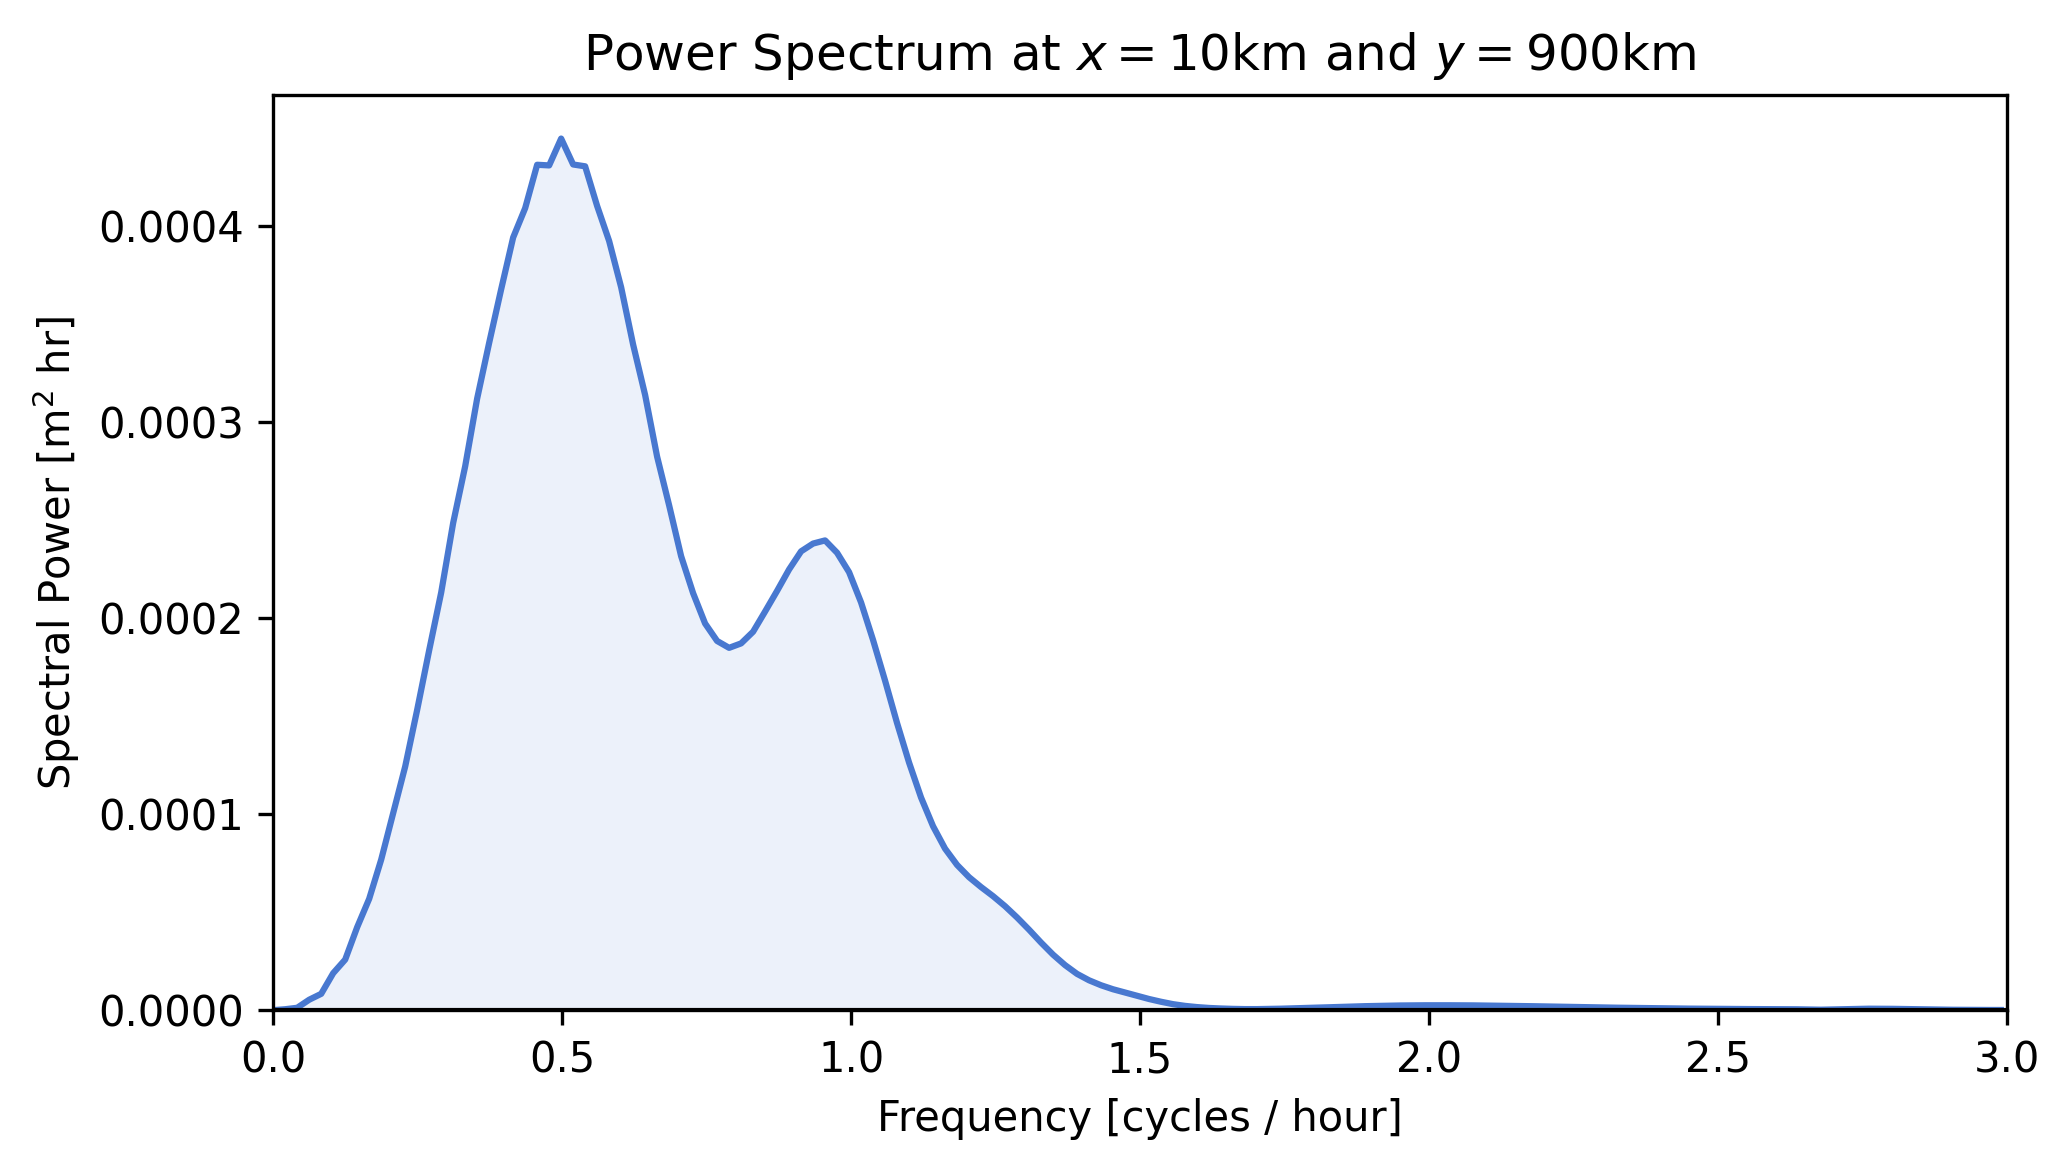 Power Spectrum at x = 10km and y = 900km
Spectral Power [m² hr]
0.0004
0.0003
0.0002
0.0001
0.0000
0.0 0.5 1.0 1.5 2.0 2.5 3.0
Frequency [cycles / hour]